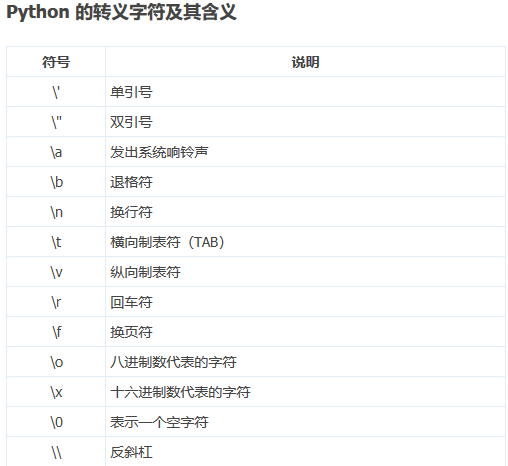 Python 的转义字符及其含义
符号 说明
\' 单引号
\" 双引号
\a 发出系统响铃声
\b 退格符
\n 换行符
\t 横向制表符（TAB）
\v 纵向制表符
\r 回车符
\f 换页符
\o 八进制数代表的字符
\x 十六进制数代表的字符
\0 表示一个空字符
\\ 反斜杠